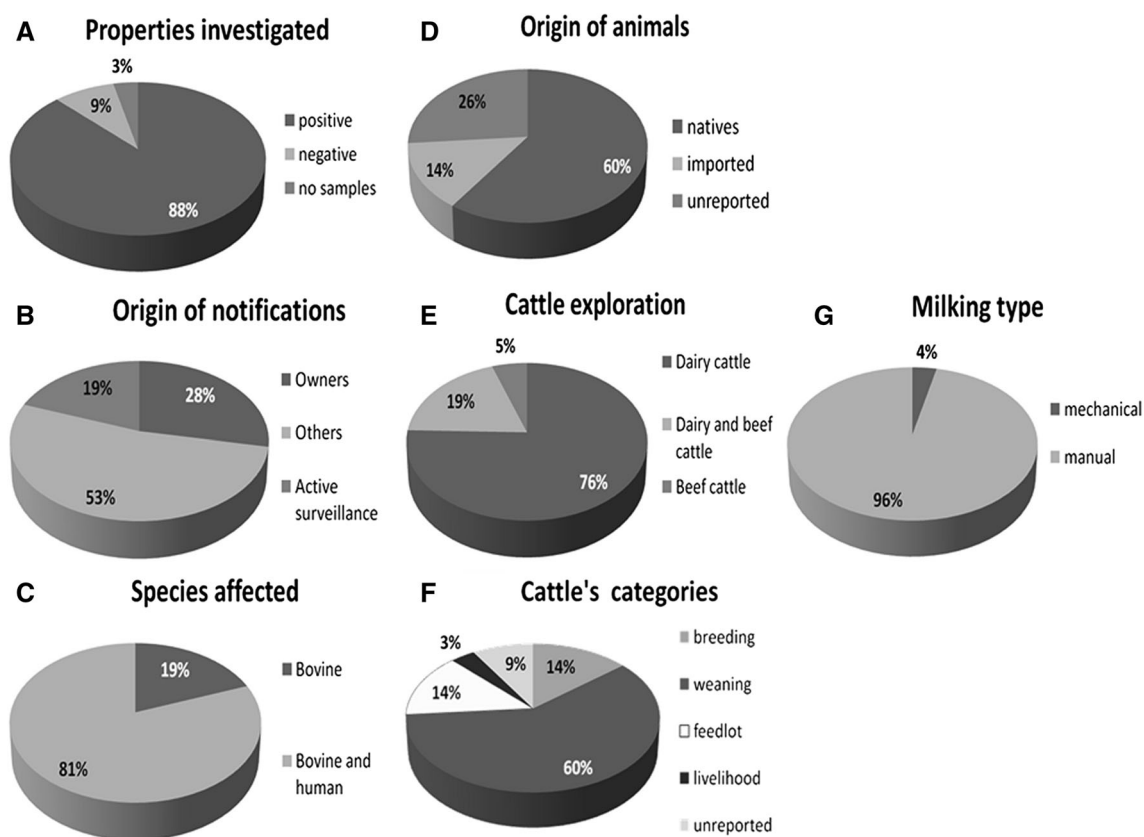 A Properties investigated
3%
9%
88%
positive
negative
no samples
B Origin of notifications
19%
28%
53%
Owners
Others
Active
surveillance
C Species affected
19%
81%
Bovine
Bovine and
human
D Origin of animals
26%
14%
60%
natives
imported
unreported
E Cattle exploration
5%
19%
76%
Dairy cattle
Dairy and beef
cattle
Beef cattle
F Cattle's categories
3%
9%
14%
14%
60%
breeding
weaning
feedlot
livelihood
unreported
G Milking type
4%
96%
mechanical
manual